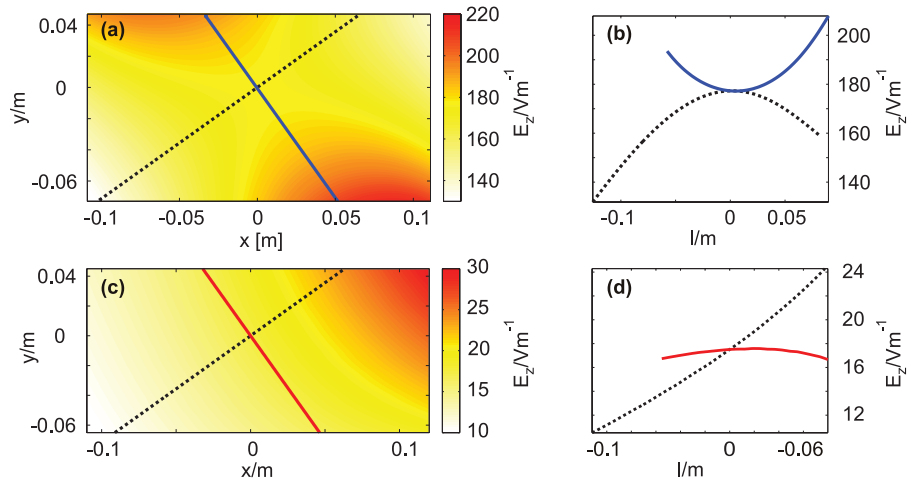 (a)
0.04
0
-0.06
y/m
-0.1
-0.05
0
0.05
0.1
x [m]
220
200
180
160
140
E_z/Vm^-1
(b)
200
180
160
140
E_z/Vm^-1
-0.1
0
0.05
l/m
(c)
0.04
0
-0.06
y/m
-0.1
0
0.1
x/m
30
25
20
15
10
E_z/Vm^-1
(d)
24
20
16
12
E_z/Vm^-1
-0.1
0
-0.06
l/m